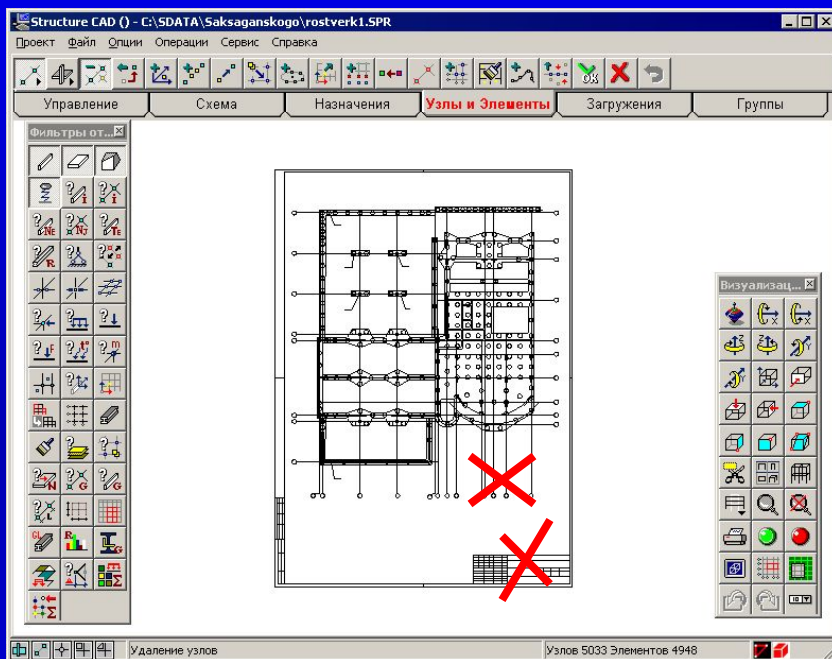 Structure CAD () - C:\SDATA\Saksaganskogo\rostverk1.SPR
Проект Файл Опции Операции Сервис Справка
OK
Управление Схема Назначения Узлы и Элементы Загружения Группы
Фильтры от...
Визуализац...
Удаление узлов Узлов 5033 Элементов 4948